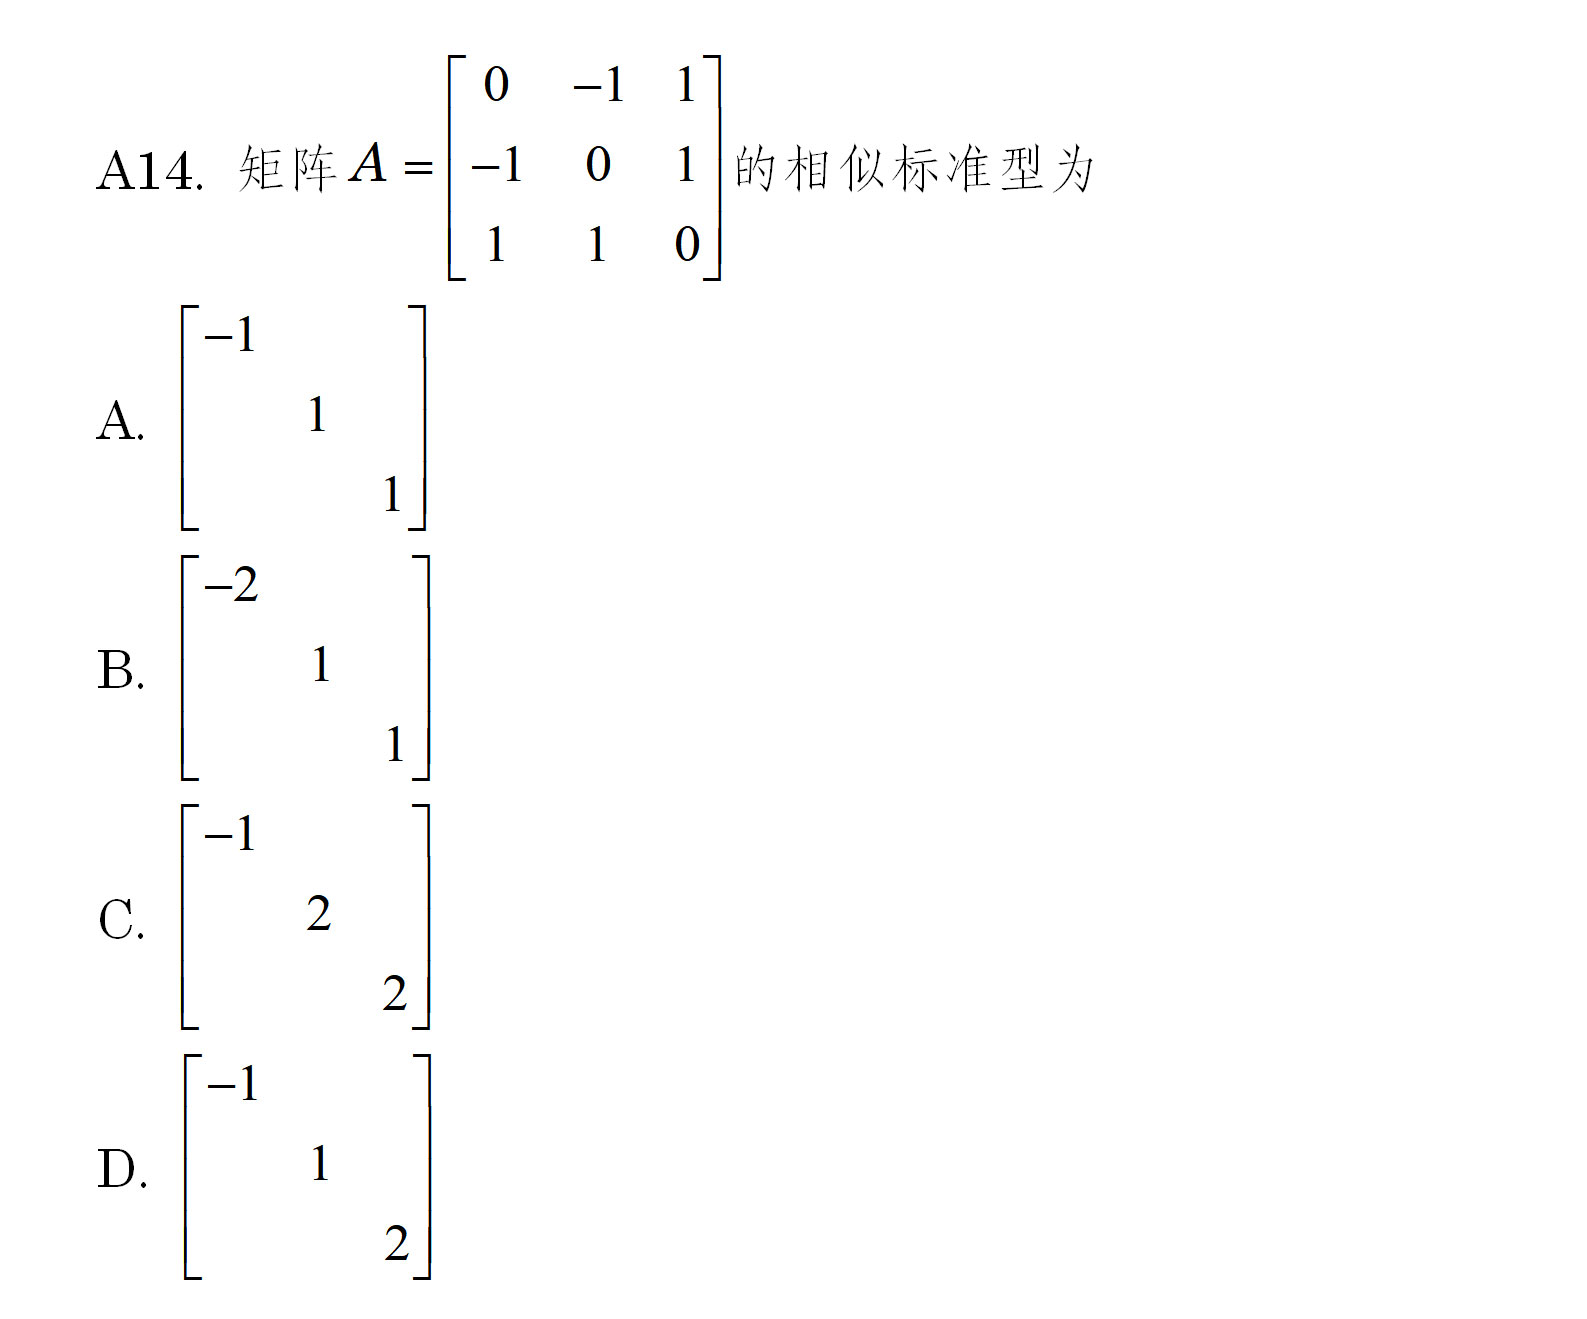 A14. 矩阵 $A=\begin{bmatrix} 0 & -1 & 1 \\ -1 & 0 & 1 \\ 1 & 1 & 0 \end{bmatrix}$ 的相似标准型为
A. $\begin{bmatrix} -1 & & \\ & 1 & \\ & & 1 \end{bmatrix}$
B. $\begin{bmatrix} -2 & & \\ & 1 & \\ & & 1 \end{bmatrix}$
C. $\begin{bmatrix} -1 & & \\ & 2 & \\ & & 2 \end{bmatrix}$
D. $\begin{bmatrix} -1 & & \\ & 1 & \\ & & 2 \end{bmatrix}$